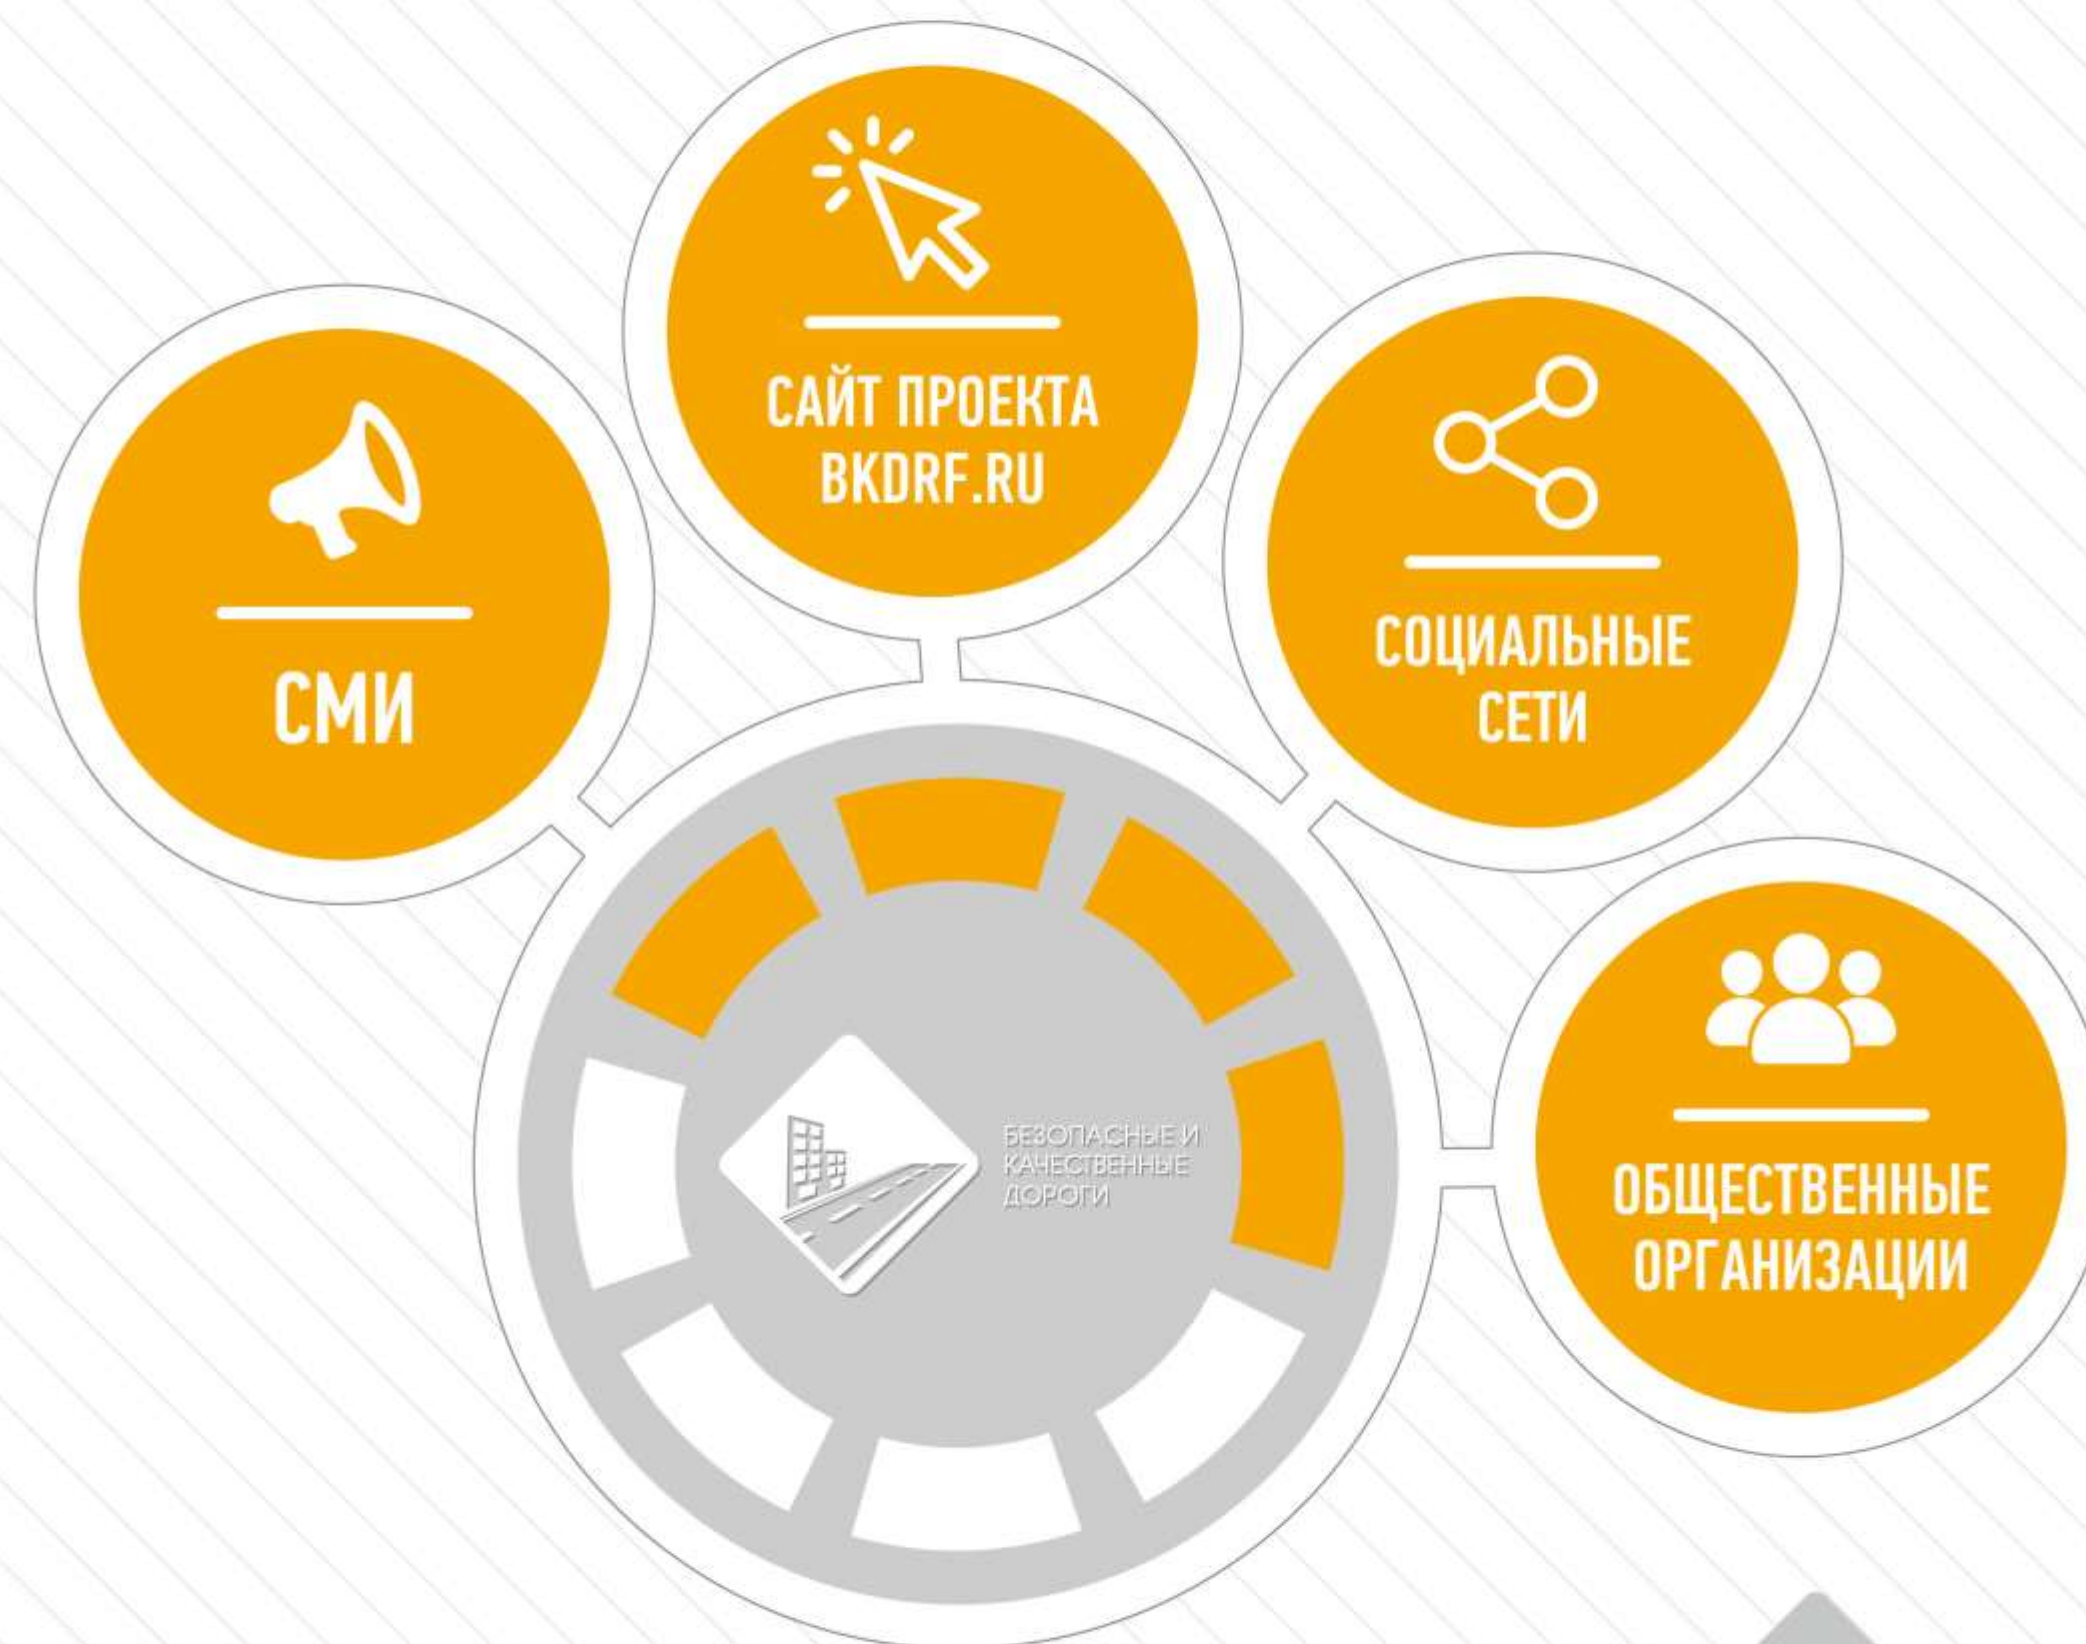 САЙТ ПРОЕКТА
BKDRF.RU
СМИ
СОЦИАЛЬНЫЕ
СЕТИ
ОБЩЕСТВЕННЫЕ
ОРГАНИЗАЦИИ
БЕЗОПАСНЫЕ И
КАЧЕСТВЕННЫЕ
ДОРОГИ